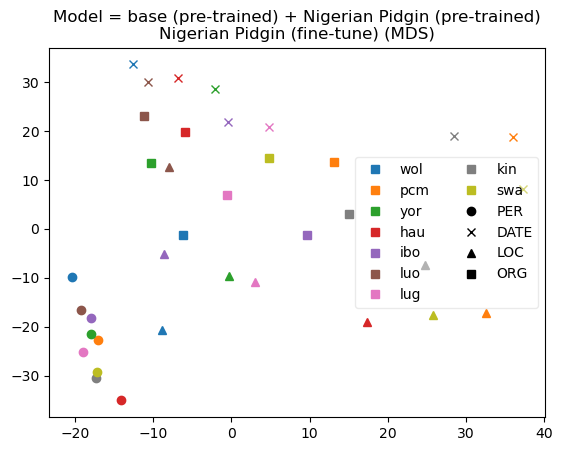 Model = base (pre-trained) + Nigerian Pidgin (pre-trained)
Nigerian Pidgin (fine-tune) (MDS)
30
20
10
0
−10
−20
−30
−20
−10
0
10
20
30
40
wol
pcm
yor
hau
ibo
luo
lug
kin
swa
PER
DATE
LOC
ORG